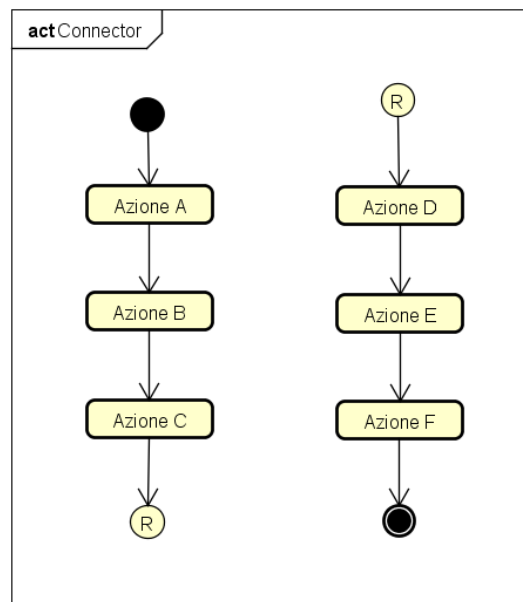 act Connector
Azione A
Azione B
Azione C
R
R
Azione D
Azione E
Azione F